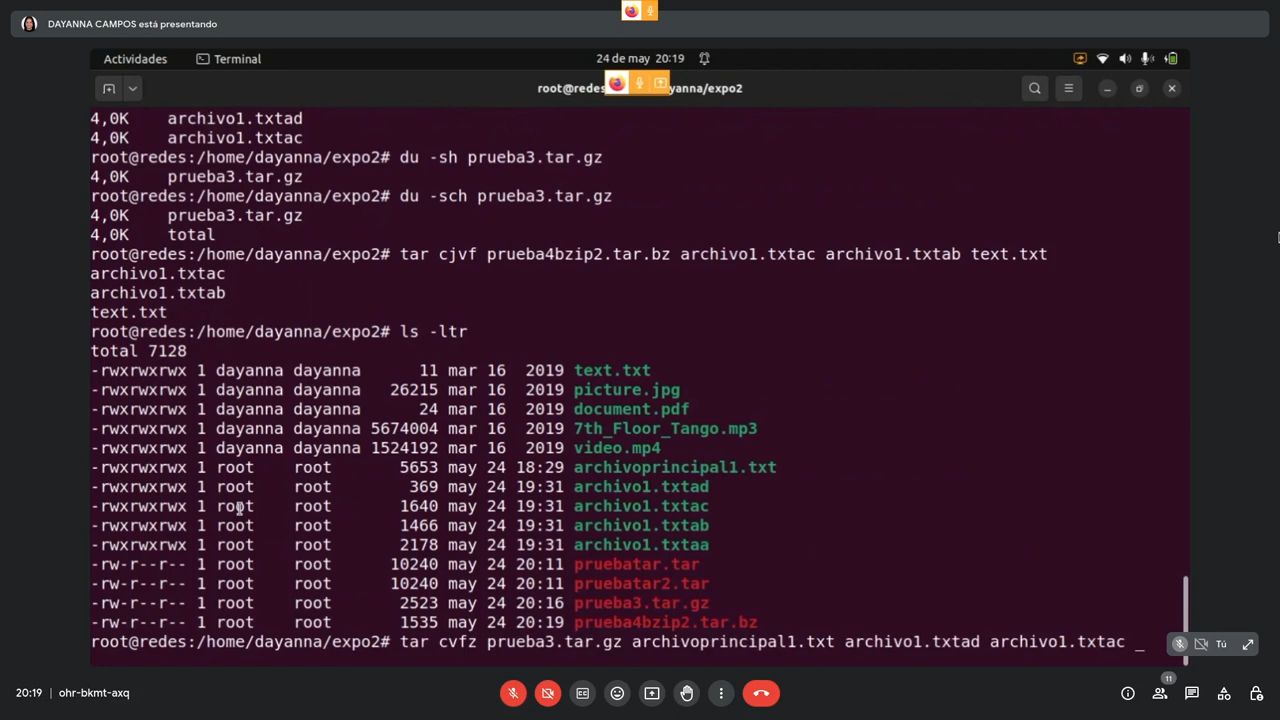 DAYANNA CAMPOS está presentando
Actividades Terminal 24 de may 20:19
root@redes: ayanna/expo2
4,0K archivo1.txtad
4,0K archivo1.txtac
root@redes:/home/dayanna/expo2# du -sh prueba3.tar.gz
4,0K prueba3.tar.gz
root@redes:/home/dayanna/expo2# du -sch prueba3.tar.gz
4,0K prueba3.tar.gz
4,0K total
root@redes:/home/dayanna/expo2# tar cjvf prueba4bzip2.tar.bz archivo1.txtac archivo1.txtab text.txt
archivo1.txtac
archivo1.txtab
text.txt
root@redes:/home/dayanna/expo2# ls -ltr
total 7128
-rwxrwxrwx 1 dayanna dayanna 11 mar 16 2019 text.txt
-rwxrwxrwx 1 dayanna dayanna 26215 mar 16 2019 picture.jpg
-rwxrwxrwx 1 dayanna dayanna 24 mar 16 2019 document.pdf
-rwxrwxrwx 1 dayanna dayanna 5674004 mar 16 2019 7th_Floor_Tango.mp3
-rwxrwxrwx 1 dayanna dayanna 1524192 mar 16 2019 video.mp4
-rwxrwxrwx 1 root root 5653 may 24 18:29 archivoprincipal1.txt
-rwxrwxrwx 1 root root 369 may 24 19:31 archivo1.txtad
-rwxrwxrwx 1 root root 1640 may 24 19:31 archivo1.txtac
-rwxrwxrwx 1 root root 1466 may 24 19:31 archivo1.txtab
-rwxrwxrwx 1 root root 2178 may 24 19:31 archivo1.txtaa
-rw-r--r-- 1 root root 10240 may 24 20:11 pruebatar.tar
-rw-r--r-- 1 root root 10240 may 24 20:11 pruebatar2.tar
-rw-r--r-- 1 root root 2523 may 24 20:16 prueba3.tar.gz
-rw-r--r-- 1 root root 1535 may 24 20:19 prueba4bzip2.tar.bz
root@redes:/home/dayanna/expo2# tar cvfz prueba3.tar.gz archivoprincipal1.txt archivo1.txtad archivo1.txtac _
Tú
20:19 ohr-bkmt-axq
11